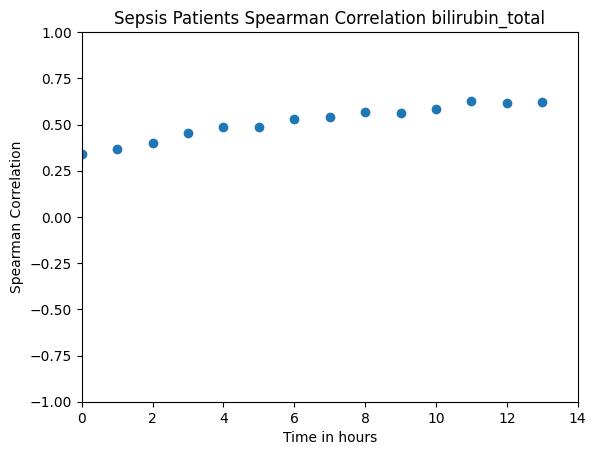 Sepsis Patients Spearman Correlation bilirubin_total
1.00
0.75
0.50
0.25
0.00
−0.25
−0.50
−0.75
−1.00
Spearman Correlation
0 2 4 6 8 10 12 14
Time in hours